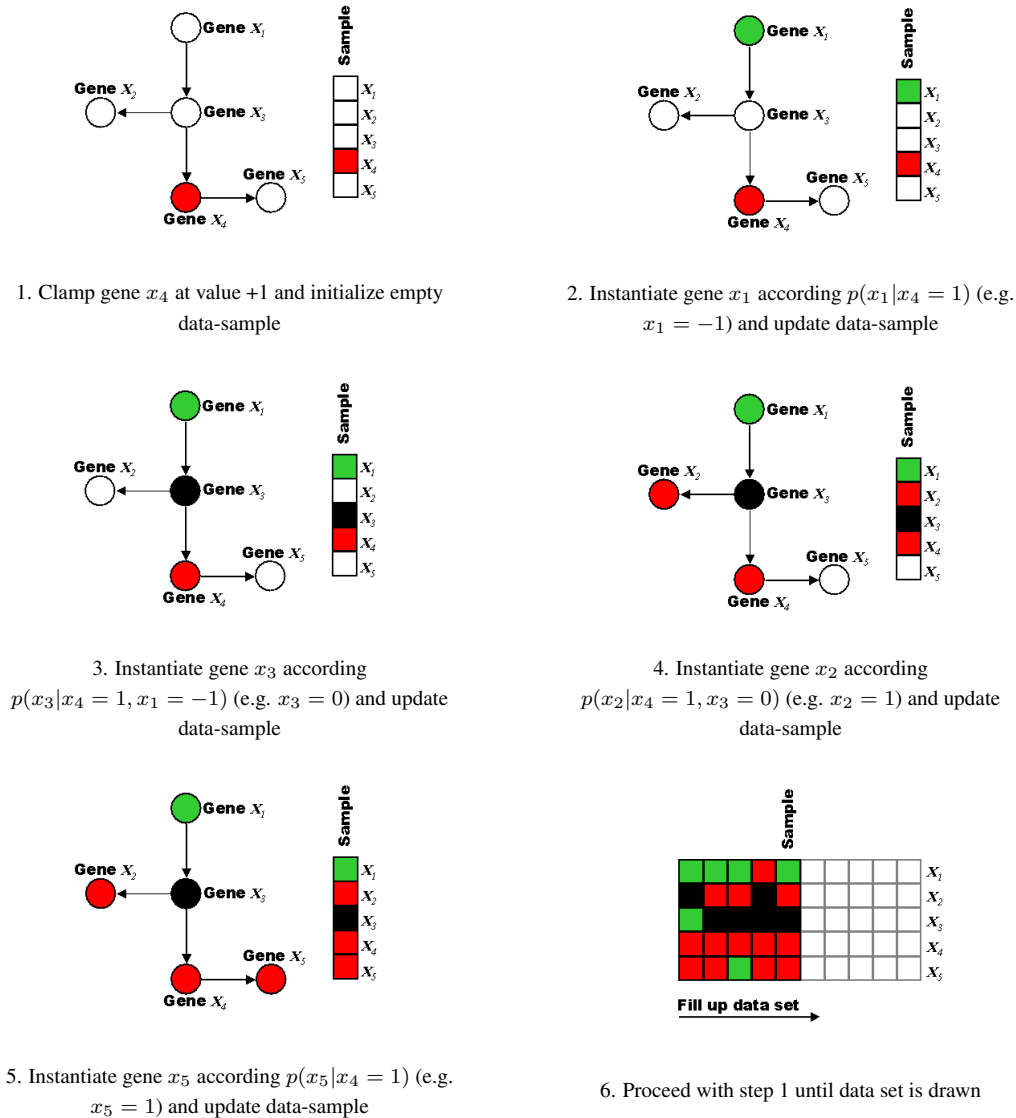 Gene X1
Sample
Gene X2
Gene X3
Gene X5
Gene X4
X1
X2
X3
X4
X5
1. Clamp gene x4 at value +1 and initialize empty
data-sample
Gene X1
Sample
Gene X2
Gene X3
Gene X5
Gene X4
X1
X2
X3
X4
X5
2. Instantiate gene x1 according p(x1|x4 = 1) (e.g.
x1 = −1) and update data-sample
Gene X1
Sample
Gene X2
Gene X3
Gene X5
Gene X4
X1
X2
X3
X4
X5
3. Instantiate gene x3 according
p(x3|x4 = 1, x1 = −1) (e.g. x3 = 0) and update
data-sample
Gene X1
Sample
Gene X2
Gene X3
Gene X5
Gene X4
X1
X2
X3
X4
X5
4. Instantiate gene x2 according
p(x2|x4 = 1, x3 = 0) (e.g. x2 = 1) and update
data-sample
Gene X1
Sample
Gene X2
Gene X3
Gene X5
Gene X4
X1
X2
X3
X4
X5
5. Instantiate gene x5 according p(x5|x4 = 1) (e.g.
x5 = 1) and update data-sample
Sample
X1
X2
X3
X4
X5
Fill up data set
6. Proceed with step 1 until data set is drawn